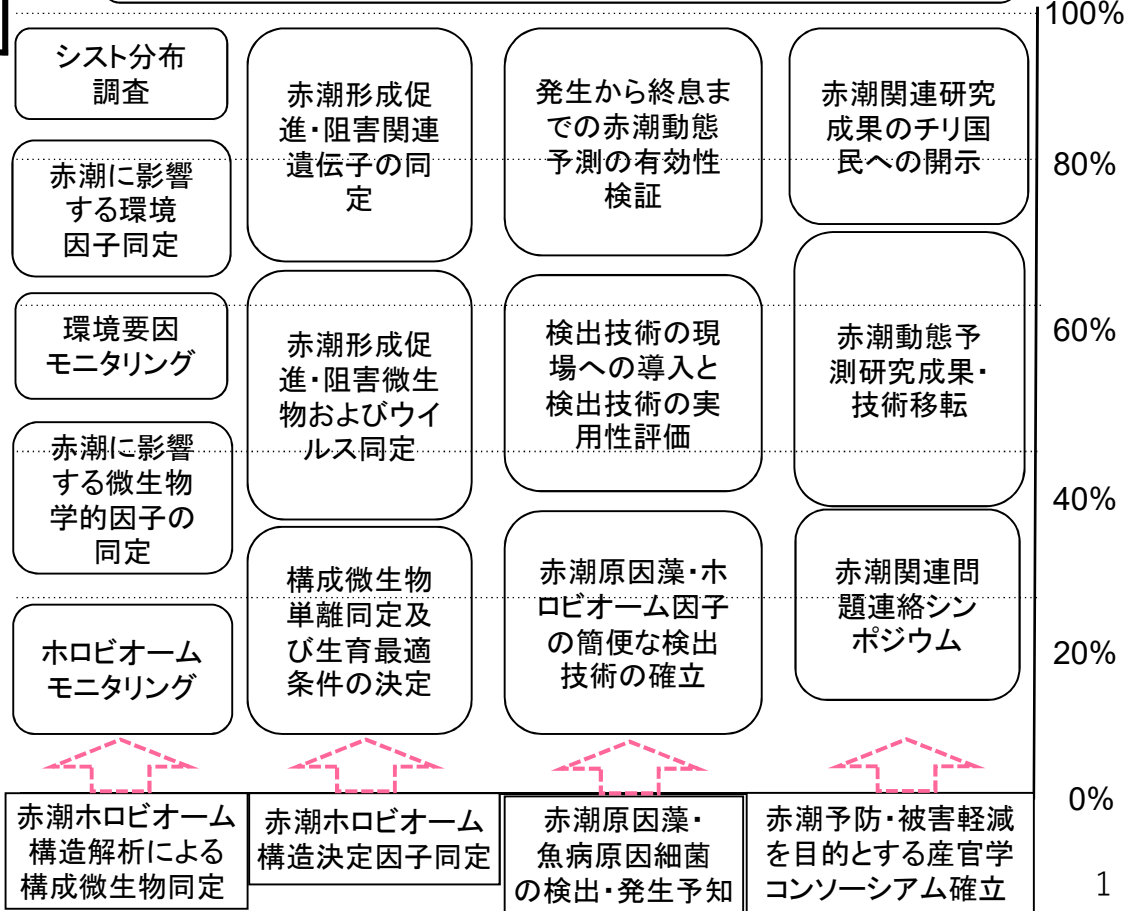 100%
シスト分布
調査
赤潮に影響
する環境
因子同定
環境要因
モニタリング
赤潮に影響
する微生物
学的因子の
同定
ホロビオーム
モニタリング
赤潮形成促
進・阻害関連
遺伝子の同
定
赤潮形成促
進・阻害微生
物およびウイ
ルス同定
構成微生物
単離同定及
び生育最適
条件の決定
発生から終息ま
での赤潮動態
予測の有効性
検証
検出技術の現
場への導入と
検出技術の実
用性評価
赤潮原因藻・ホ
ロビオーム因子
の簡便な検出
技術の確立
赤潮関連研究
成果のチリ国
民への開示
赤潮動態予
測研究成果・
技術移転
赤潮関連問
題連絡シン
ポジウム
80%
60%
40%
20%
0%
赤潮ホロビオーム
構造解析による
構成微生物同定
赤潮ホロビオーム
構造決定因子同定
赤潮原因藻・
魚病原因細菌
の検出・発生予知
赤潮予防・被害軽減
を目的とする産官学
コンソーシアム確立
1